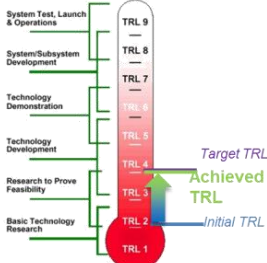 System Test, Launch
& Operations
System/Subsystem
Development
Technology
Demonstration
Technology
Development
Research to Prove
Feasibility
Basic Technology
Research
TRL 9
TRL 8
TRL 7
TRL 6
TRL 5
TRL 4
TRL 3
TRL 2
TRL 1
Target TRL
Achieved
TRL
Initial TRL